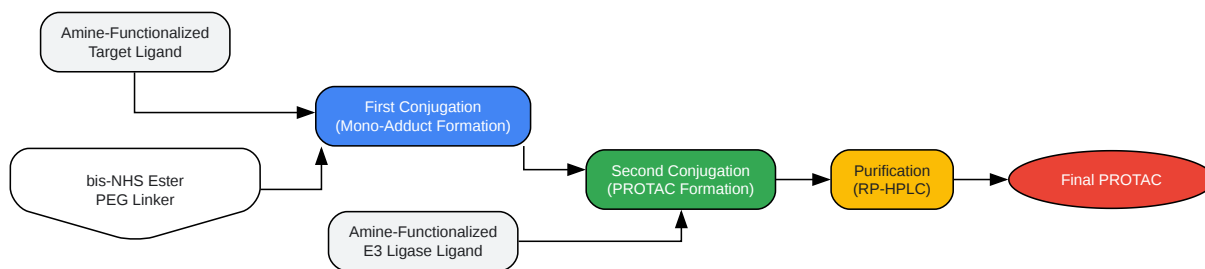 Amine-Functionalized
Target Ligand
First Conjugation
(Mono-Adduct Formation)
bis-NHS Ester
PEG Linker
Second Conjugation
(PROTAC Formation)
Purification
(RP-HPLC)
Final PROTAC
Amine-Functionalized
E3 Ligase Ligand